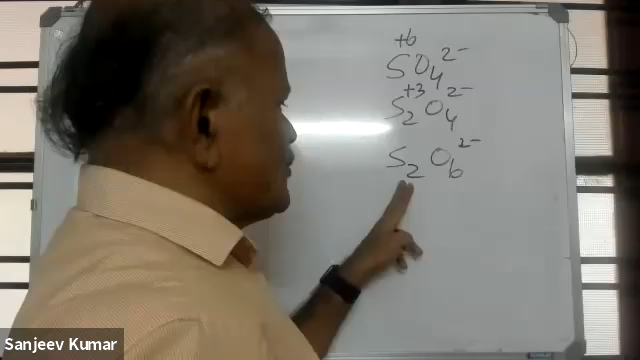 +6
SO4 2-
+3
S2O4 2-
S2O6 2-
Sanjeev Kumar